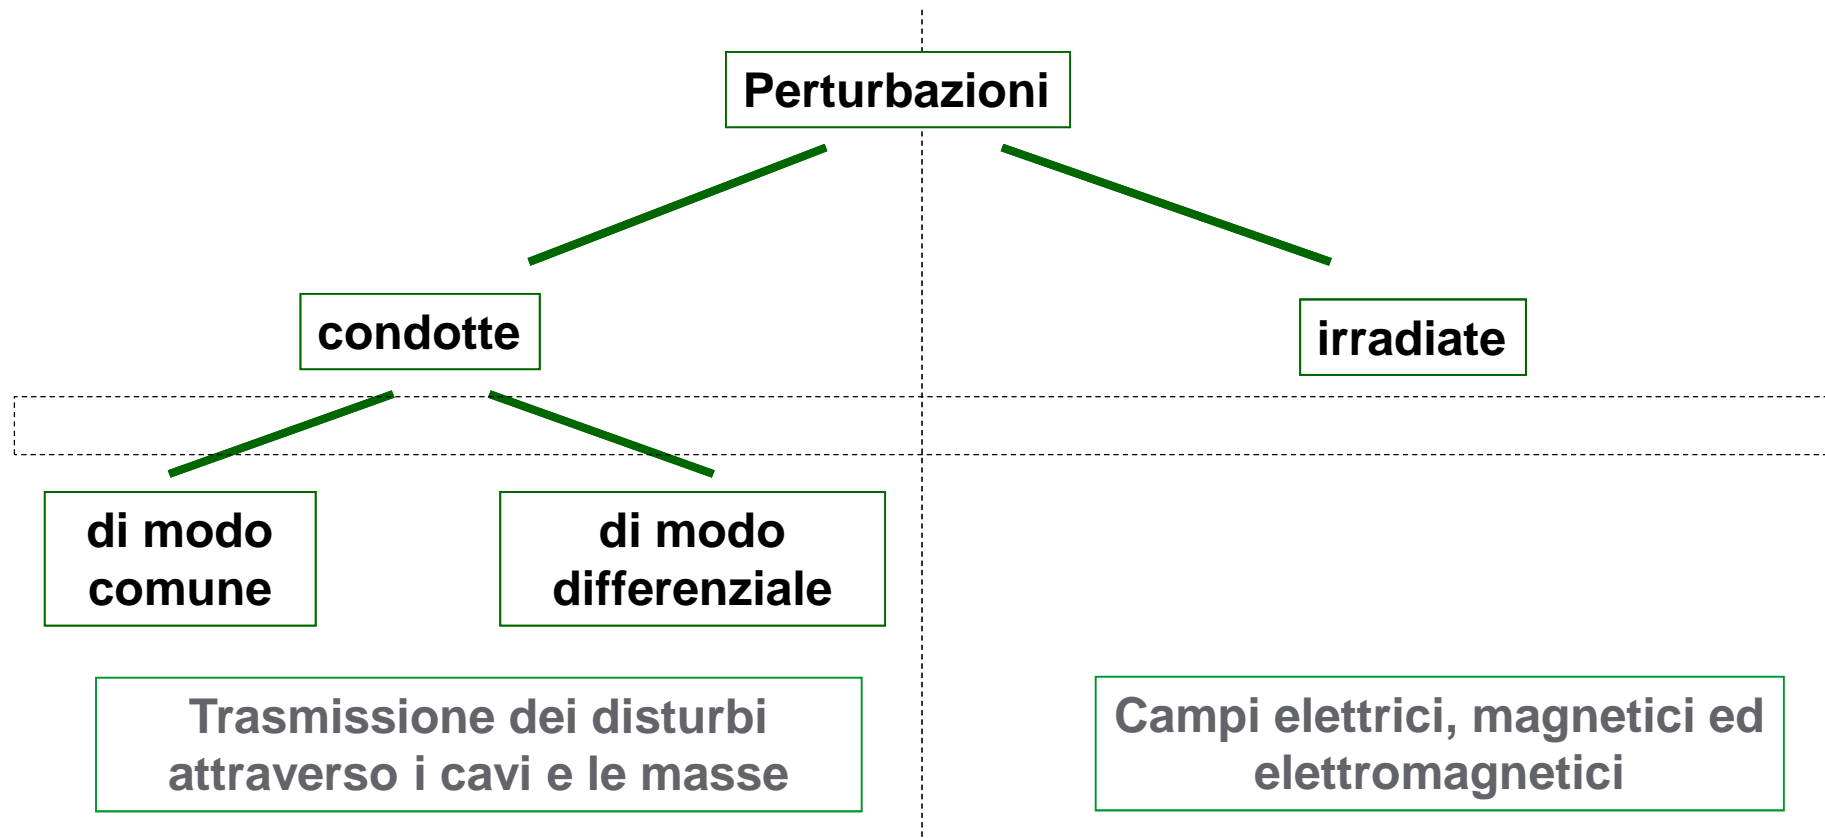 Perturbazioni
condotte
irradiate
di modo
comune
di modo
differenziale
Trasmissione dei disturbi
attraverso i cavi e le masse
Campi elettrici, magnetici ed
elettromagnetici